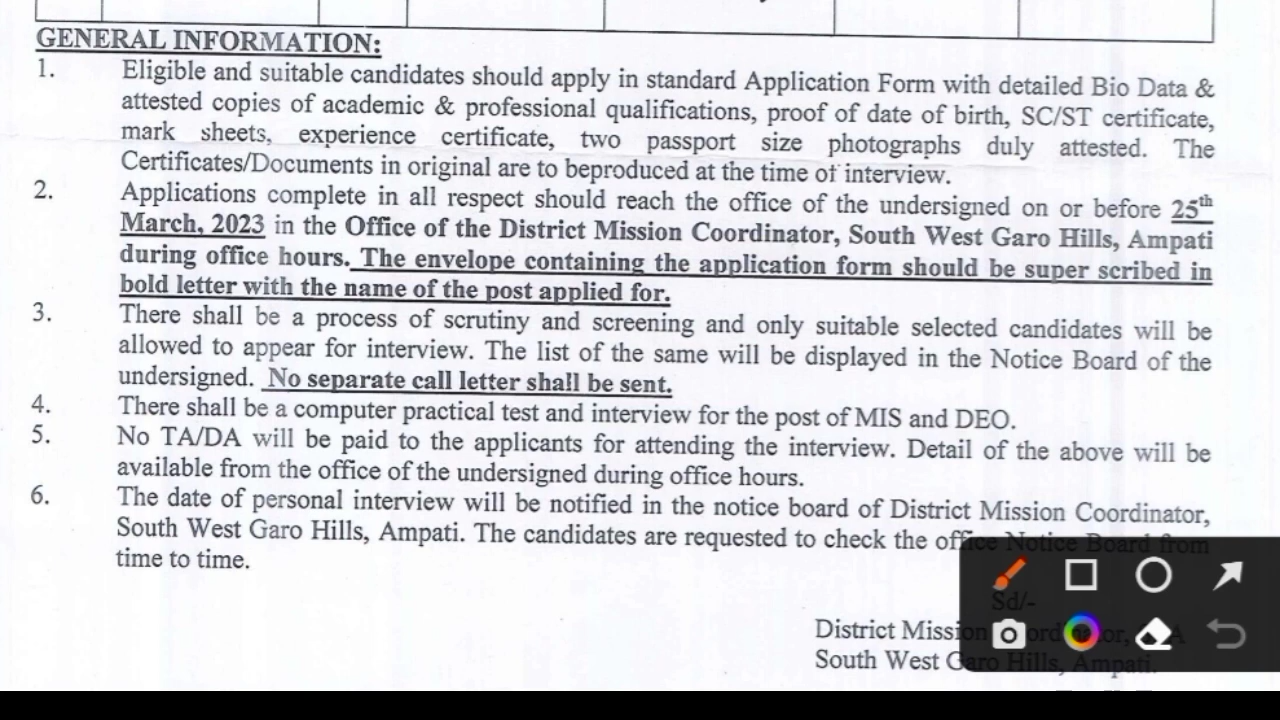 GENERAL INFORMATION:
1. Eligible and suitable candidates should apply in standard Application Form with detailed Bio Data &
attested copies of academic & professional qualifications, proof of date of birth, SC/ST certificate,
mark sheets, experience certificate, two passport size photographs duly attested. The
Certificates/Documents in original are to beproduced at the time of interview.
2. Applications complete in all respect should reach the office of the undersigned on or before 25th
March, 2023 in the Office of the District Mission Coordinator, South West Garo Hills, Ampati
during office hours. The envelope containing the application form should be super scribed in
bold letter with the name of the post applied for.
3. There shall be a process of scrutiny and screening and only suitable selected candidates will be
allowed to appear for interview. The list of the same will be displayed in the Notice Board of the
undersigned. No separate call letter shall be sent.
4. There shall be a computer practical test and interview for the post of MIS and DEO.
5. No TA/DA will be paid to the applicants for attending the interview. Detail of the above will be
available from the office of the undersigned during office hours.
6. The date of personal interview will be notified in the notice board of District Mission Coordinator,
South West Garo Hills, Ampati. The candidates are requested to check the office Notice Board from
time to time.
Sd/-
District Mission
South West Garo Hills, Ampati.